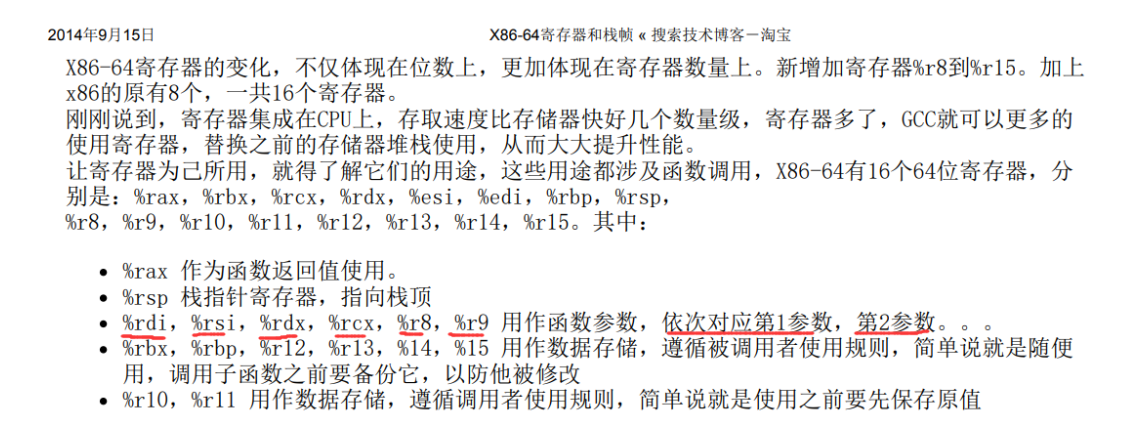 2014年9月15日
X86-64寄存器和栈帧 « 搜索技术博客－淘宝
X86-64寄存器的变化，不仅体现在位数上，更加体现在寄存器数量上。新增加寄存器%r8到%r15。加上
x86的原有8个，一共16个寄存器。
刚刚说到，寄存器集成在CPU上，存取速度比存储器快好几个数量级，寄存器多了，GCC就可以更多的
使用寄存器，替换之前的存储器堆栈使用，从而大大提升性能。
让寄存器为己所用，就得了解它们的用途，这些用途都涉及函数调用，X86-64有16个64位寄存器，分
别是：%rax，%rbx，%rcx，%rdx，%esi，%edi，%rbp，%rsp，
%r8，%r9，%r10，%r11，%r12，%r13，%r14，%r15。其中：
• %rax 作为函数返回值使用。
• %rsp 栈指针寄存器，指向栈顶
• %rdi，%rsi，%rdx，%rcx，%r8，%r9 用作函数参数，依次对应第1参数，第2参数。。。
• %rbx，%rbp，%r12，%r13，%14，%15 用作数据存储，遵循被调用者使用规则，简单说就是随便
用，调用子函数之前要备份它，以防他被修改
• %r10，%r11 用作数据存储，遵循调用者使用规则，简单说就是使用之前要先保存原值